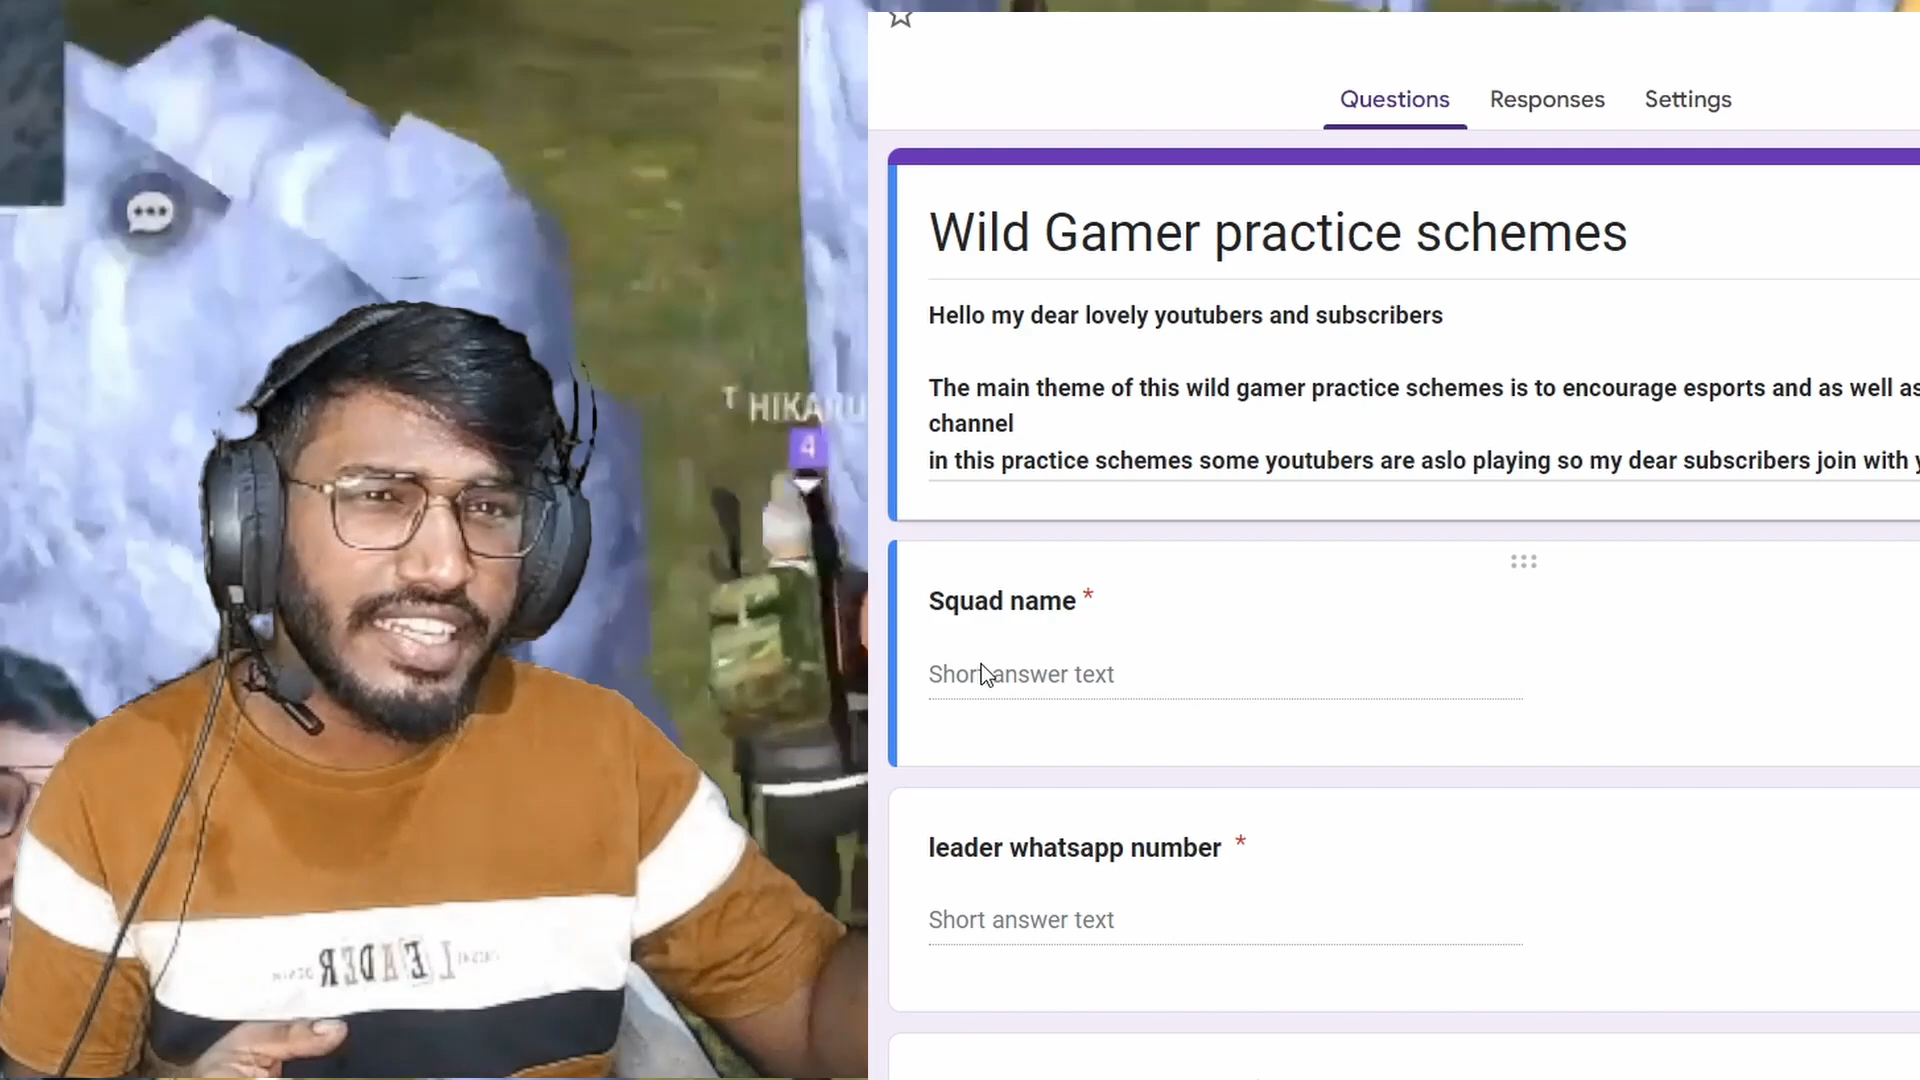 Questions Responses Settings
Wild Gamer practice schemes
Hello my dear lovely youtubers and subscribers
The main theme of this wild gamer practice schemes is to encourage esports and as well as
channel
in this practice schemes some youtubers are aslo playing so my dear subscribers join with
Squad name *
Short answer text
leader whatsapp number *
Short answer text
T HIKARU
4
LEADER